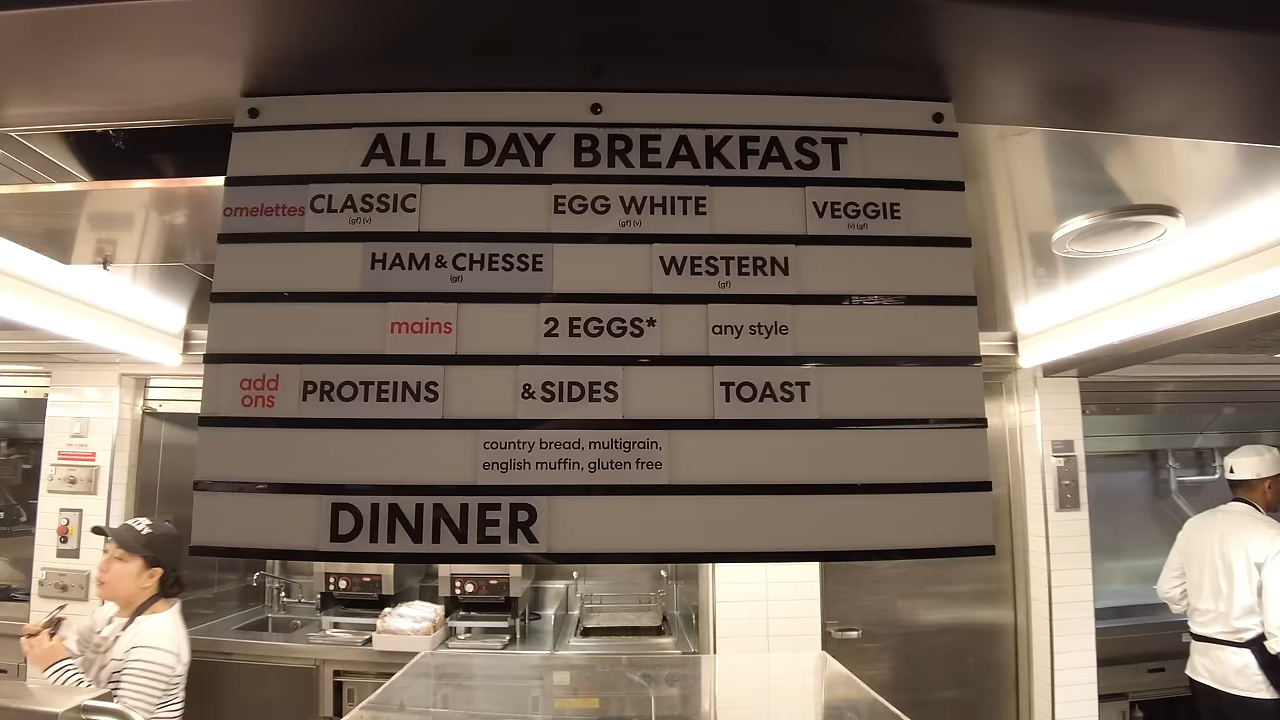 ALL DAY BREAKFAST
omelettes CLASSIC (gf) (v) EGG WHITE (gf) (v) VEGGIE (v) (gf)
HAM & CHESSE (gf) WESTERN (gf)
mains 2 EGGS* any style
add ons PROTEINS & SIDES TOAST
country bread, multigrain,
english muffin, gluten free
DINNER